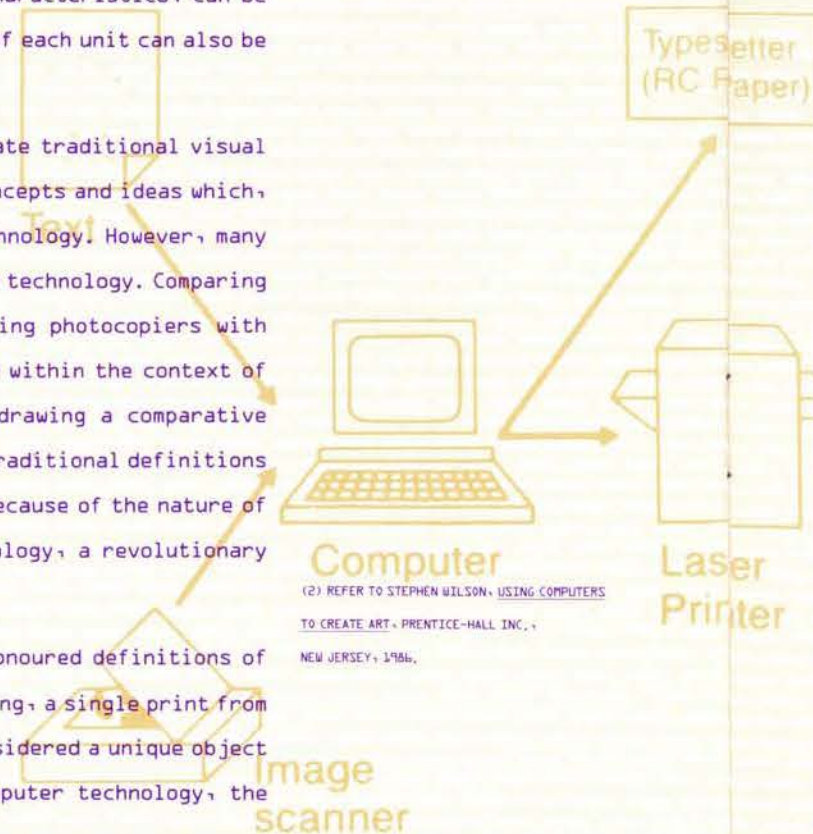 f each unit can also be
ate traditional visual
ncepts and ideas which,
hnology. However, many
technology. Comparing
ing photocopiers with
within the context of
drawing a comparative
raditional definitions
ecause of the nature of
ology, a revolutionary
onoured definitions of
ng, a single print from
sidered a unique object
puter technology, the
(2) REFER TO STEPHEN WILSON, USING COMPUTERS
TO CREATE ART, PRENTICE-HALL INC.,
NEW JERSEY, 1986.
Text
Typesetter
(RC Paper)
Computer
Laser
Printer
Image
scanner